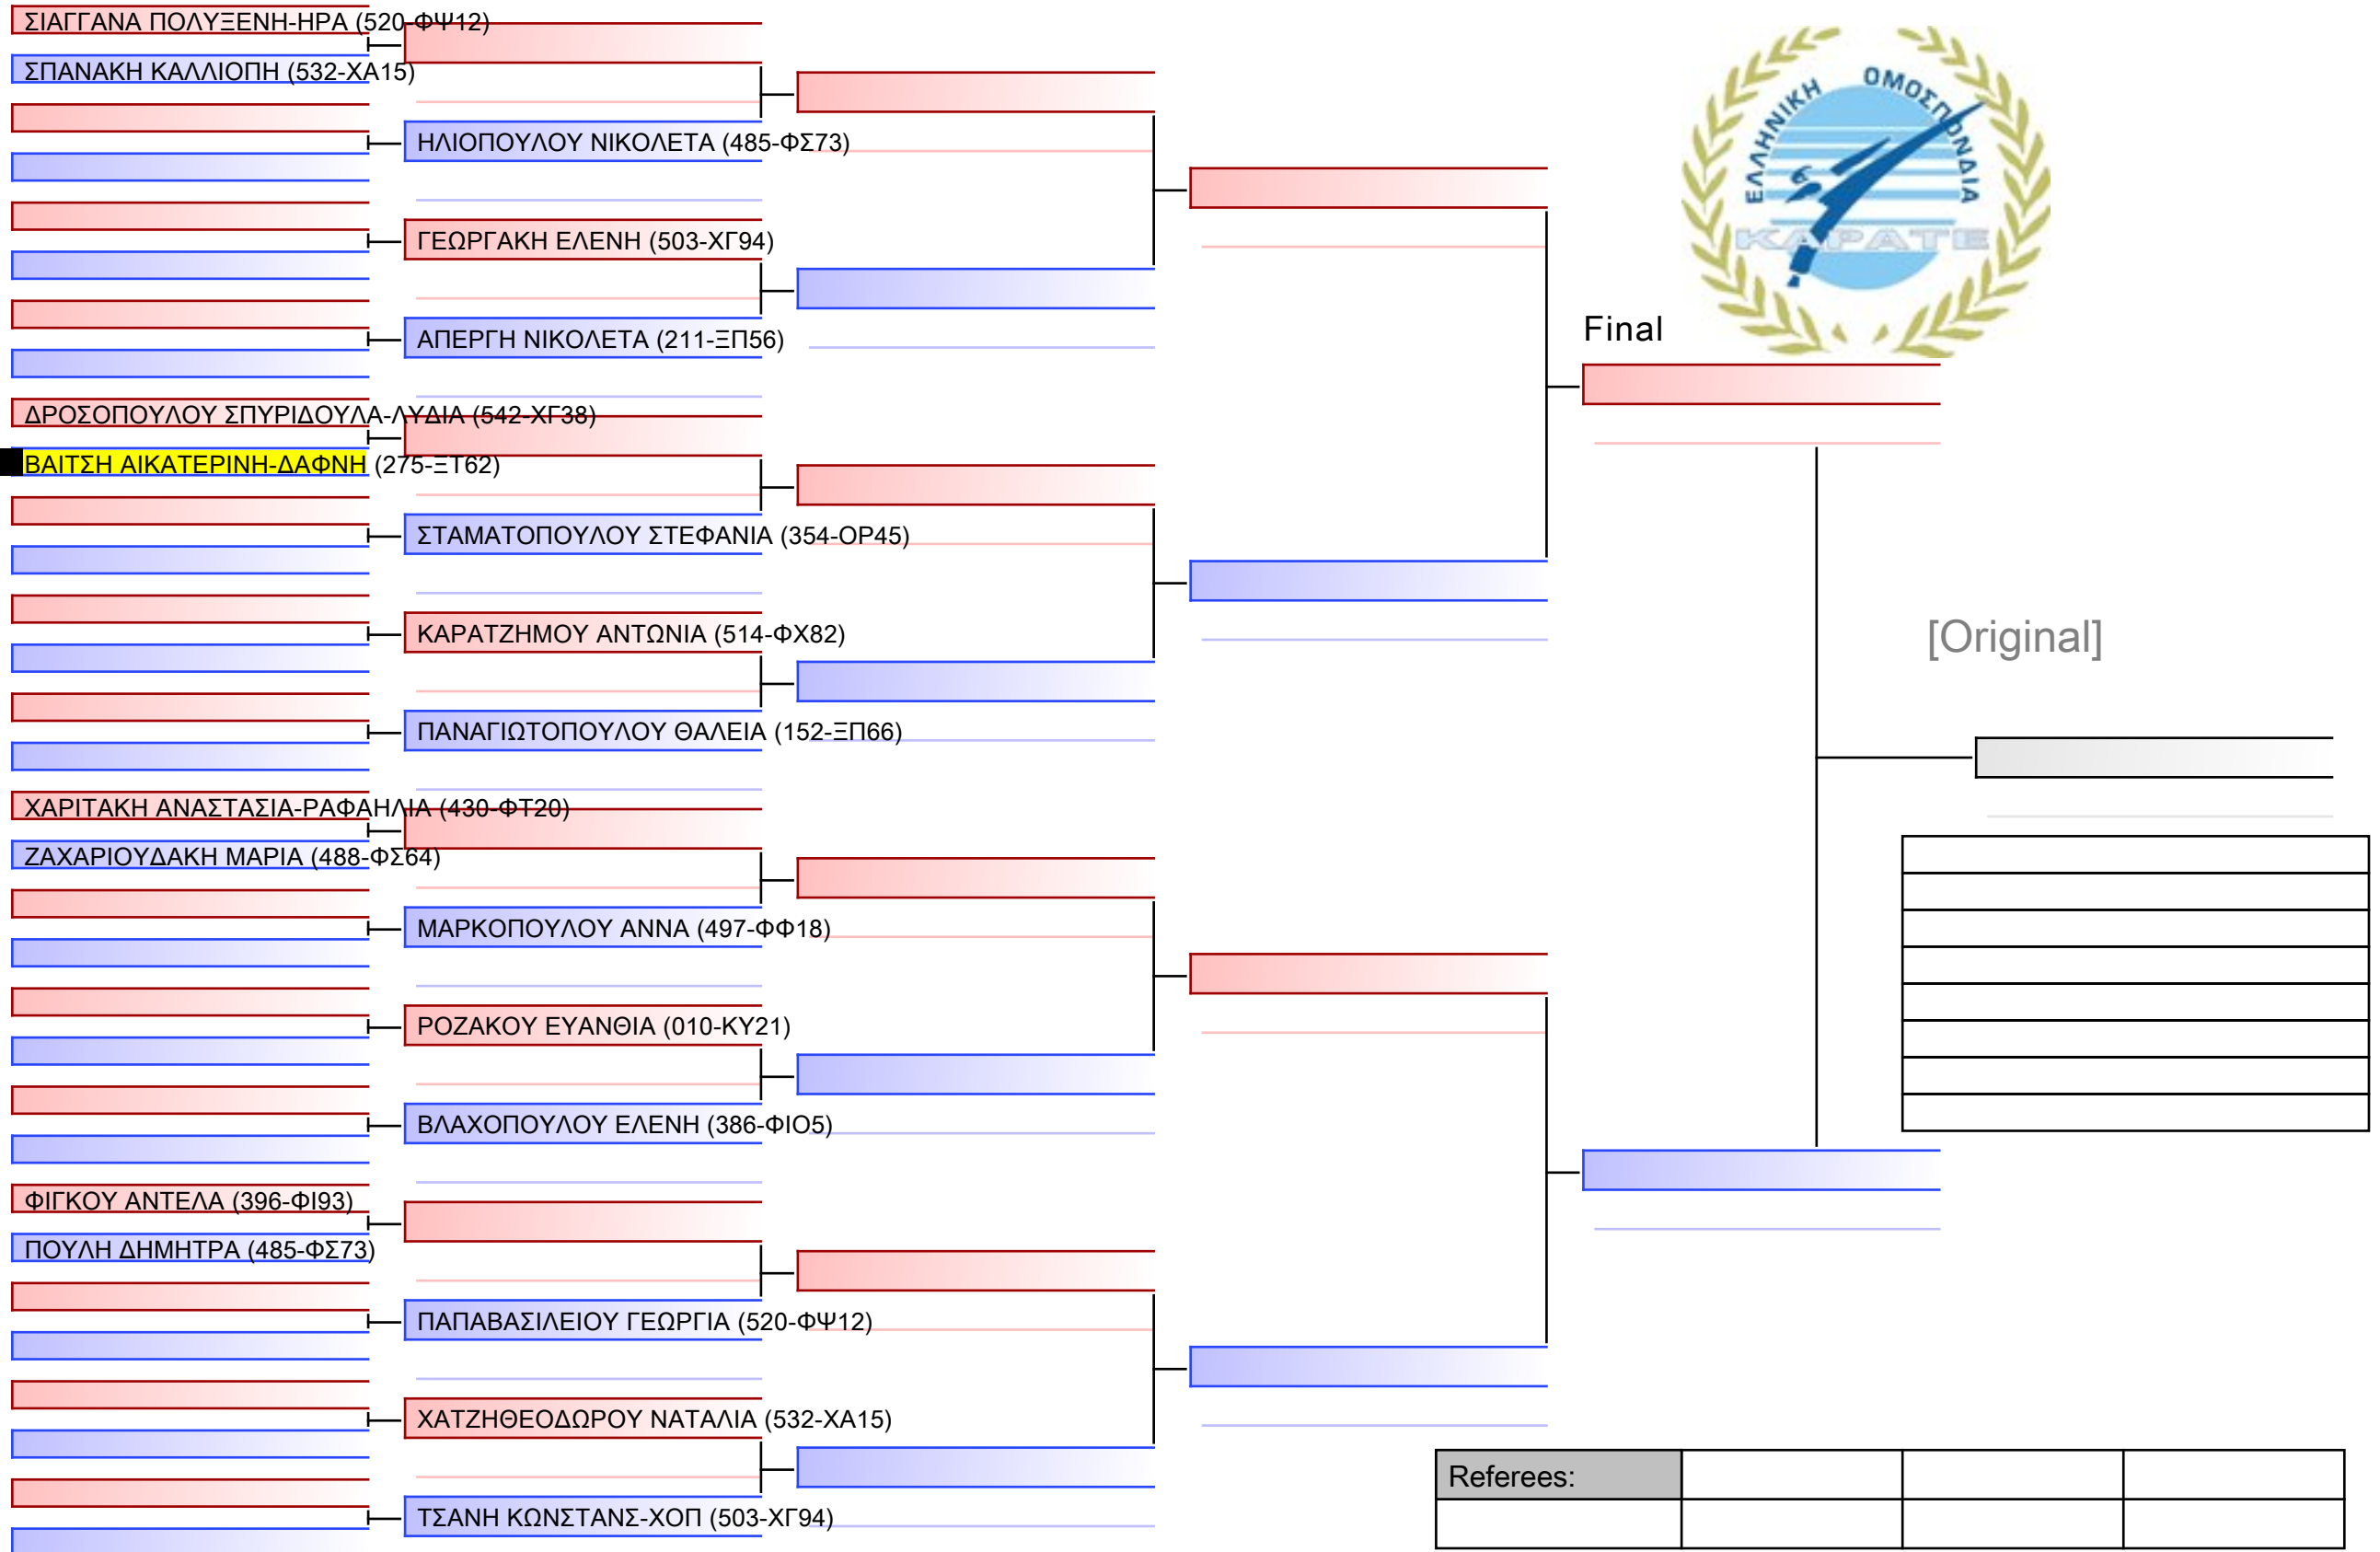 ΣΙΑΓΓΑΝΑ ΠΟΛΥΞΕΝΗ-ΗΡΑ (520-ΦΨ12)
ΣΠΑΝΑΚΗ ΚΑΛΛΙΟΠΗ (532-ΧΑ15)
ΗΛΙΟΠΟΥΛΟΥ ΝΙΚΟΛΕΤΑ (485-ΦΣ73)
ΓΕΩΡΓΑΚΗ ΕΛΕΝΗ (503-ΧΓ94)
ΑΠΕΡΓΗ ΝΙΚΟΛΕΤΑ (211-ΞΠ56)
ΔΡΟΣΟΠΟΥΛΟΥ ΣΠΥΡΙΔΟΥΛΑ-ΛΥΔΙΑ (542-ΧΓ38)
ΒΑΙΤΣΗ ΑΙΚΑΤΕΡΙΝΗ-ΔΑΦΝΗ (275-ΞΤ62)
ΣΤΑΜΑΤΟΠΟΥΛΟΥ ΣΤΕΦΑΝΙΑ (354-ΟΡ45)
ΚΑΡΑΤΖΗΜΟΥ ΑΝΤΩΝΙΑ (514-ΦΧ82)
ΠΑΝΑΓΙΩΤΟΠΟΥΛΟΥ ΘΑΛΕΙΑ (152-ΞΠ66)
ΧΑΡΙΤΑΚΗ ΑΝΑΣΤΑΣΙΑ-ΡΑΦΑΗΛΙΑ (430-ΦΤ20)
ΖΑΧΑΡΙΟΥΔΑΚΗ ΜΑΡΙΑ (488-ΦΣ64)
ΜΑΡΚΟΠΟΥΛΟΥ ΑΝΝΑ (497-ΦΦ18)
ΡΟΖΑΚΟΥ ΕΥΑΝΘΙΑ (010-ΚΥ21)
ΒΛΑΧΟΠΟΥΛΟΥ ΕΛΕΝΗ (386-ΦΙΟ5)
ΦΙΓΚΟΥ ΑΝΤΕΛΑ (396-ΦΙ93)
ΠΟΥΛΗ ΔΗΜΗΤΡΑ (485-ΦΣ73)
ΠΑΠΑΒΑΣΙΛΕΙΟΥ ΓΕΩΡΓΙΑ (520-ΦΨ12)
ΧΑΤΖΗΘΕΟΔΩΡΟΥ ΝΑΤΑΛΙΑ (532-ΧΑ15)
ΤΣΑΝΗ ΚΩΝΣΤΑΝΣ-ΧΟΠ (503-ΧΓ94)
ΕΛΛΗΝΙΚΗ ΟΜΟΣΠΟΝΔΙΑ
ΚΑΡΑΤΕ
Final
[Original]
Referees: